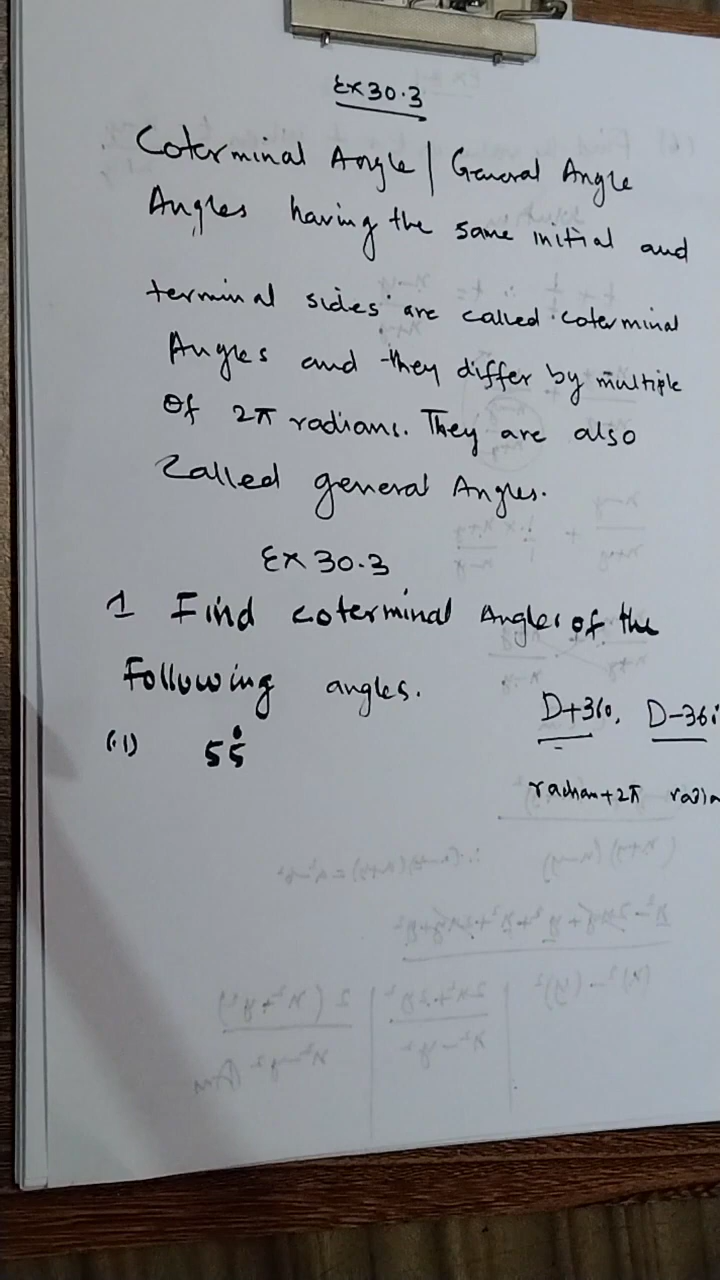 Ex 30.3
Coterminal Angle | General Angle
Angles having the same initial and
terminal sides are called coterminal
Angles and they differ by multiple
Of 2π radians. They are also
Called general Angles.
Ex 30.3
1 Find coterminal Angles of the
Following angles.
D+360, D-36
(i) 55°
radian+2π radia